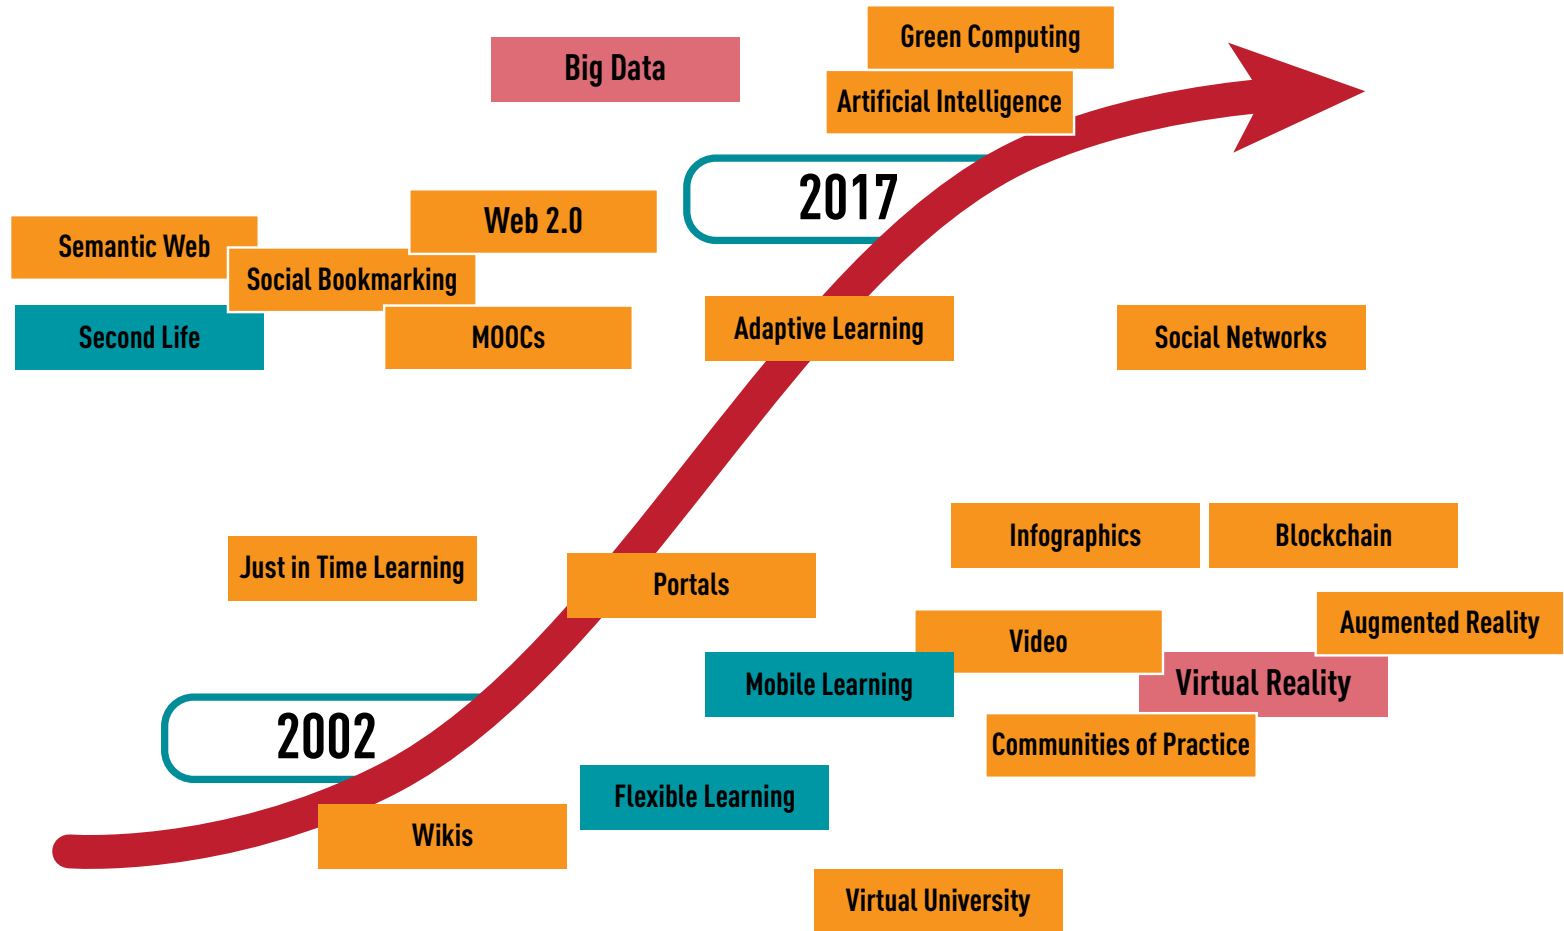 Green Computing
Big Data
Artificial Intelligence
2017
Web 2.0
Semantic Web
Social Bookmarking
Second Life
MOOCs
Adaptive Learning
Social Networks
Infographics
Blockchain
Just in Time Learning
Portals
Augmented Reality
Video
Mobile Learning
Virtual Reality
2002
Communities of Practice
Flexible Learning
Wikis
Virtual University